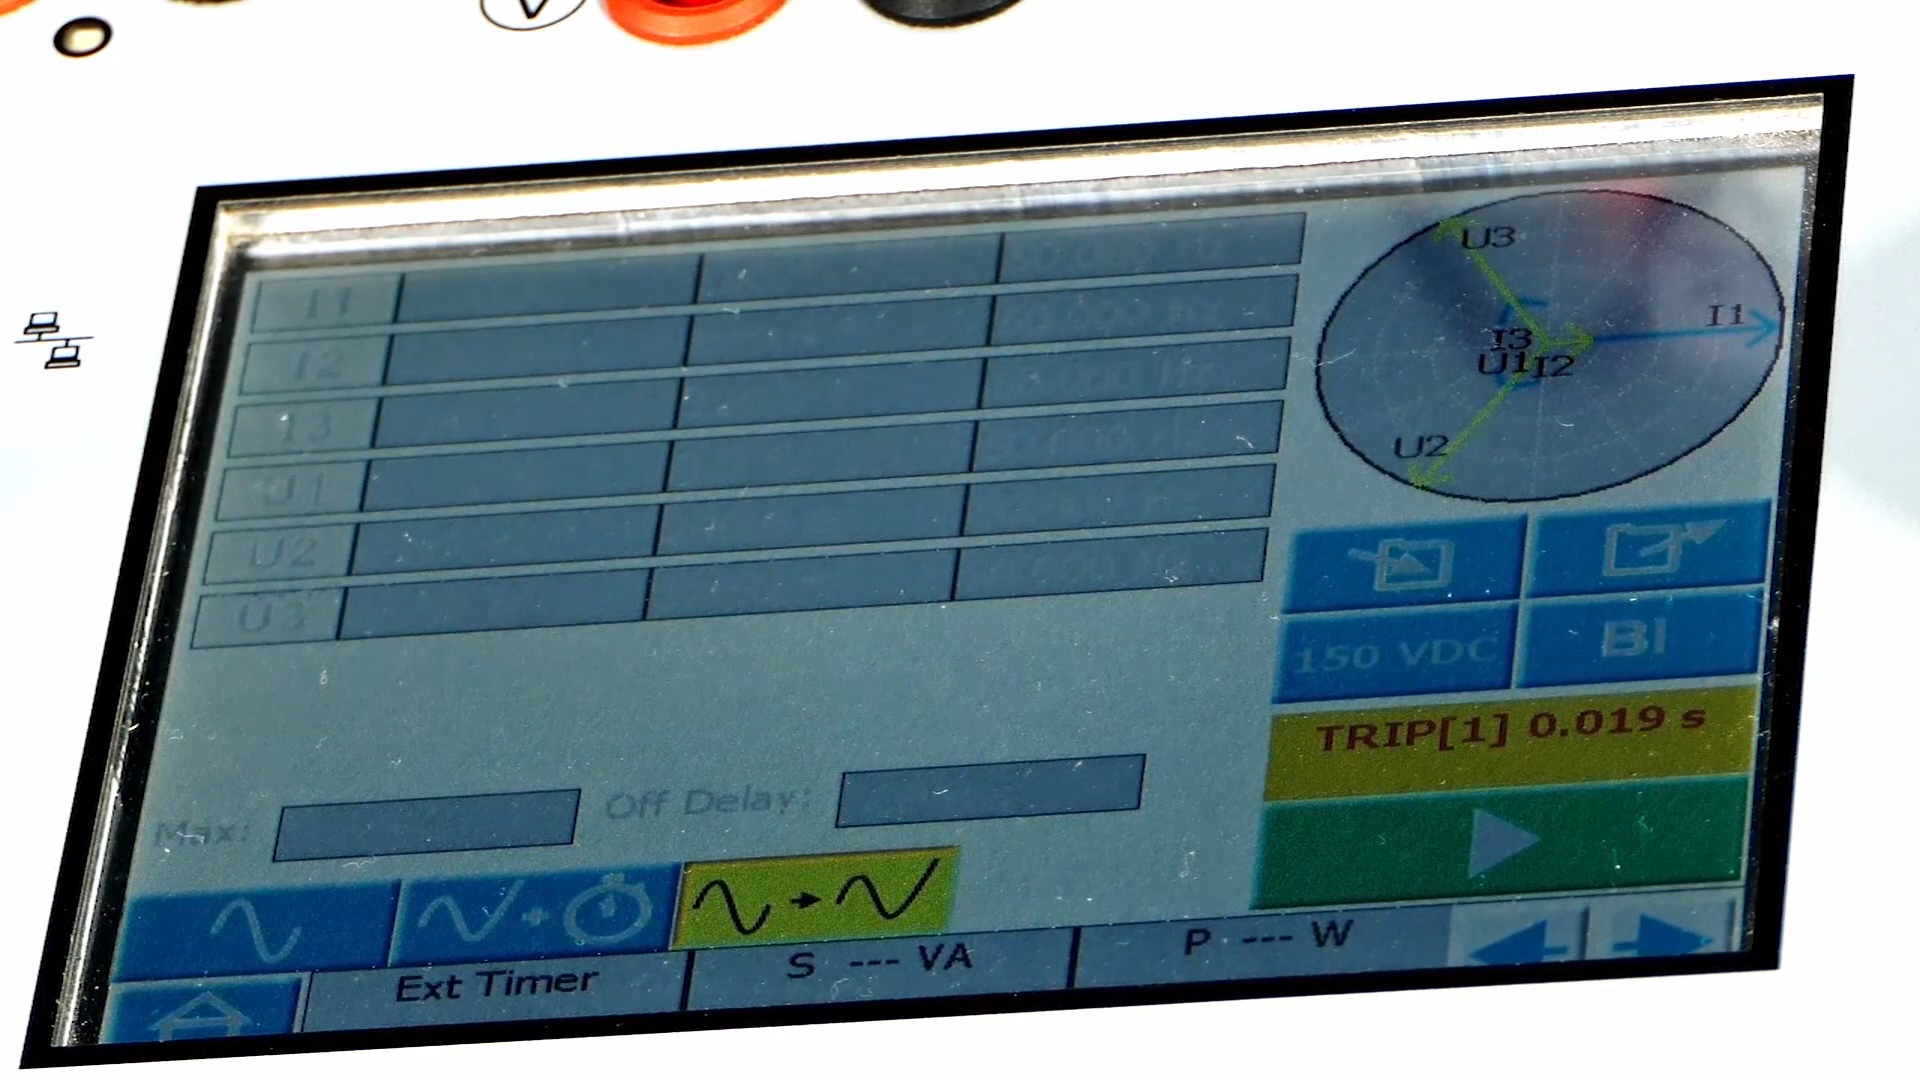 V
I1
I2
I3
U1
U2
U3
U3
I1
I3
U1 I2
U2
150 VDC
BI
TRIP[1] 0.019 s
Max:
Off Delay:
Ext Timer
S --- VA
P --- W